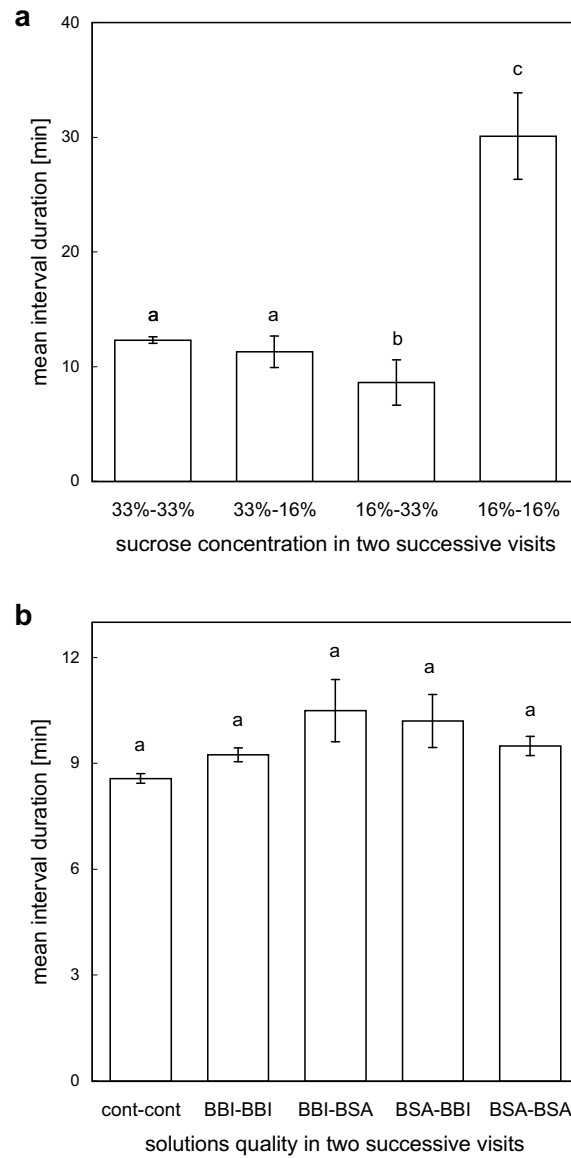 a
mean interval duration [min]
40
30
20
10
0
a
a
b
c
33%-33%
33%-16%
16%-33%
16%-16%
sucrose concentration in two successive visits
b
mean interval duration [min]
12
9
6
3
0
a
a
a
a
a
cont-cont
BBI-BBI
BBI-BSA
BSA-BBI
BSA-BSA
solutions quality in two successive visits